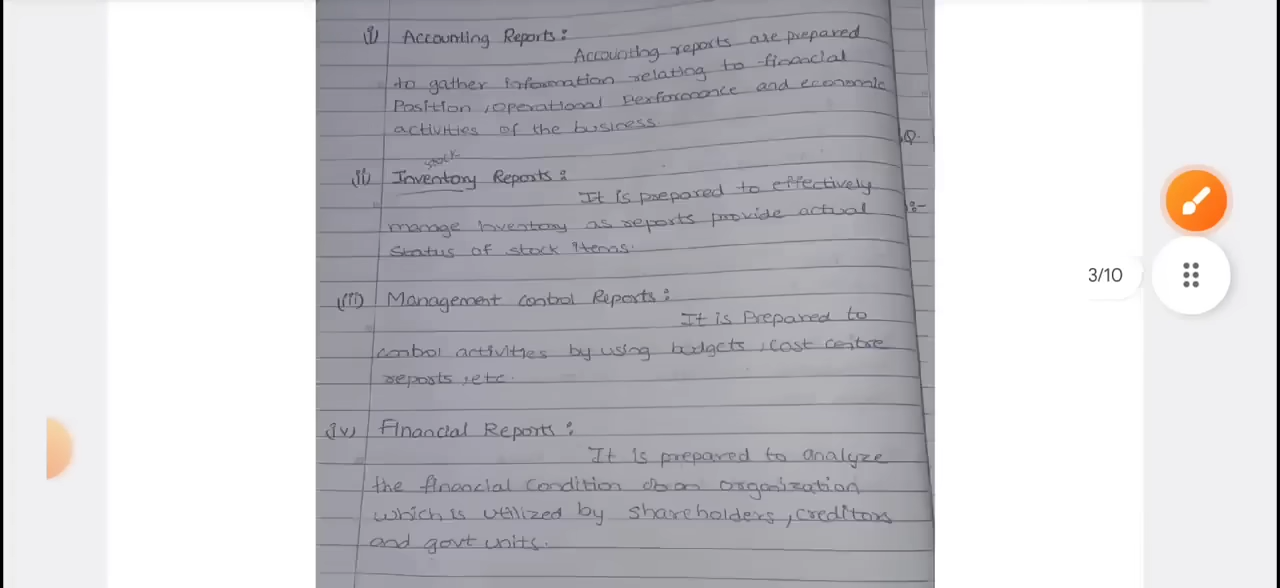 (i) Accounting Reports :
Accounting reports are prepared
to gather information relating to financial
Position , operational performance and economic
activities of the business.
stock
(ii) Inventory Reports :
It is prepared to effectively
manage inventory as reports provide actual
status of stock items.
(iii) Management control Reports :
It is Prepared to
control activities by using budgets , cost centre
reports , etc.
(iv) Financial Reports :
It is prepared to analyze
the financial condition of an organization
which is utilized by shareholders , creditors
and govt units.
Q.
:-
3/10